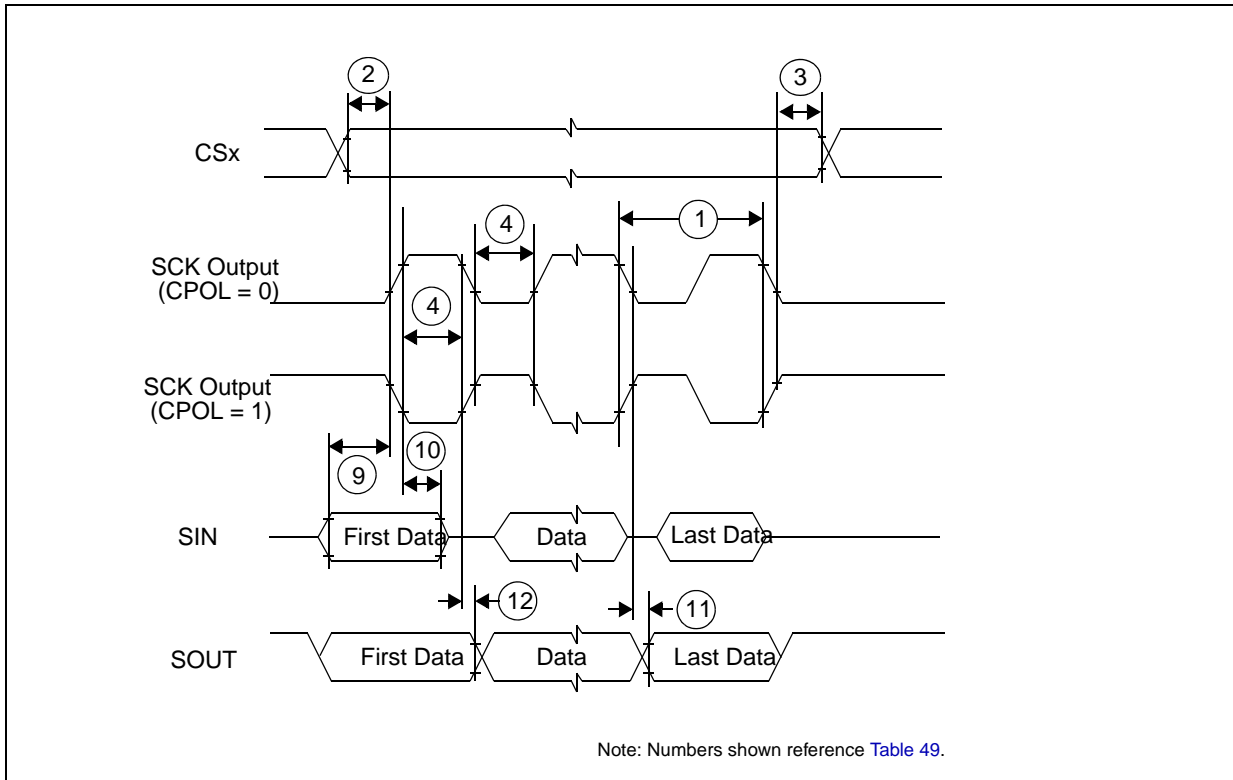 2
3
CSx
4
1
SCK Output
(CPOL = 0)
4
SCK Output
(CPOL = 1)
9
10
SIN
First Data
Data
Last Data
12
11
SOUT
First Data
Data
Last Data
Note: Numbers shown reference Table 49.